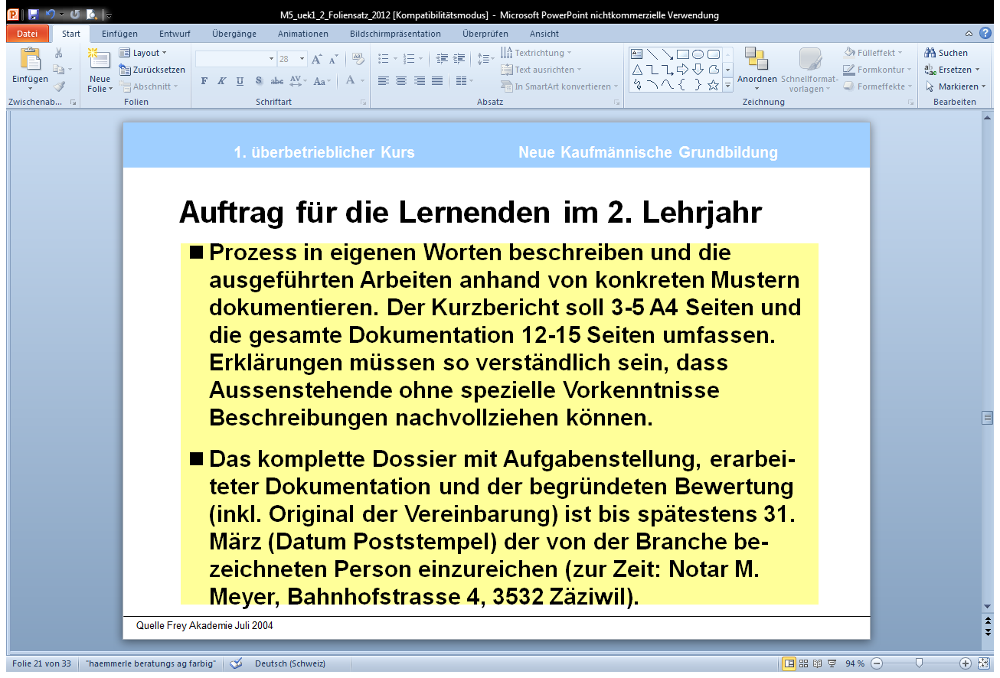 M5_uek1_2_Foliensatz_2012 [Kompatibilitätsmodus] - Microsoft PowerPoint nichtkommerzielle Verwendung
Datei Start Einfügen Entwurf Übergänge Animationen Bildschirmpräsentation Überprüfen Ansicht
Layout 28 Textrichtung Fülleffekt Suchen
Zurücksetzen Text ausrichten Formkontur Ersetzen
Einfügen Neue Folie Abschnitt F K U S abc AV Aa A In SmartArt konvertieren Anordnen Schnellformat-vorlagen Formeffekte Markieren
Zwischenab... Folien Schriftart Absatz Zeichnung Bearbeiten
1. überbetrieblicher Kurs Neue Kaufmännische Grundbildung
Auftrag für die Lernenden im 2. Lehrjahr
Prozess in eigenen Worten beschreiben und die
ausgeführten Arbeiten anhand von konkreten Mustern
dokumentieren. Der Kurzbericht soll 3-5 A4 Seiten und
die gesamte Dokumentation 12-15 Seiten umfassen.
Erklärungen müssen so verständlich sein, dass
Aussenstehende ohne spezielle Vorkenntnisse
Beschreibungen nachvollziehen können.
Das komplette Dossier mit Aufgabenstellung, erarbei-
teter Dokumentation und der begründeten Bewertung
(inkl. Original der Vereinbarung) ist bis spätestens 31.
März (Datum Poststempel) der von der Branche be-
zeichneten Person einzureichen (zur Zeit: Notar M.
Meyer, Bahnhofstrasse 4, 3532 Zäziwil).
Quelle Frey Akademie Juli 2004
Folie 21 von 33 "haemmerle beratungs ag farbig" Deutsch (Schweiz) 94 %